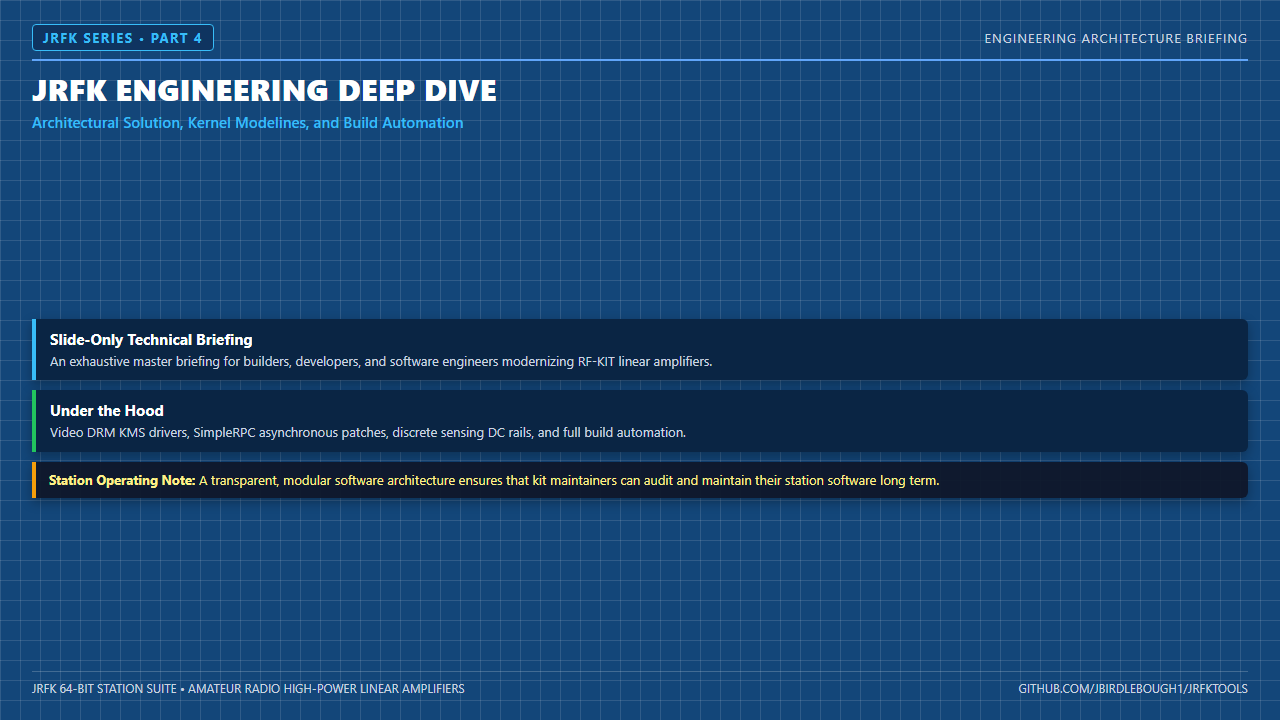 JRFK SERIES • PART 4
ENGINEERING ARCHITECTURE BRIEFING
JRFK ENGINEERING DEEP DIVE
Architectural Solution, Kernel Modelines, and Build Automation
Slide-Only Technical Briefing
An exhaustive master briefing for builders, developers, and software engineers modernizing RF-KIT linear amplifiers.
Under the Hood
Video DRM KMS drivers, SimpleRPC asynchronous patches, discrete sensing DC rails, and full build automation.
Station Operating Note: A transparent, modular software architecture ensures that kit maintainers can audit and maintain their station software long term.
JRFK 64-BIT STATION SUITE • AMATEUR RADIO HIGH-POWER LINEAR AMPLIFIERS
GITHUB.COM/JBIRDLEBOUGH1/JRFKTOOLS